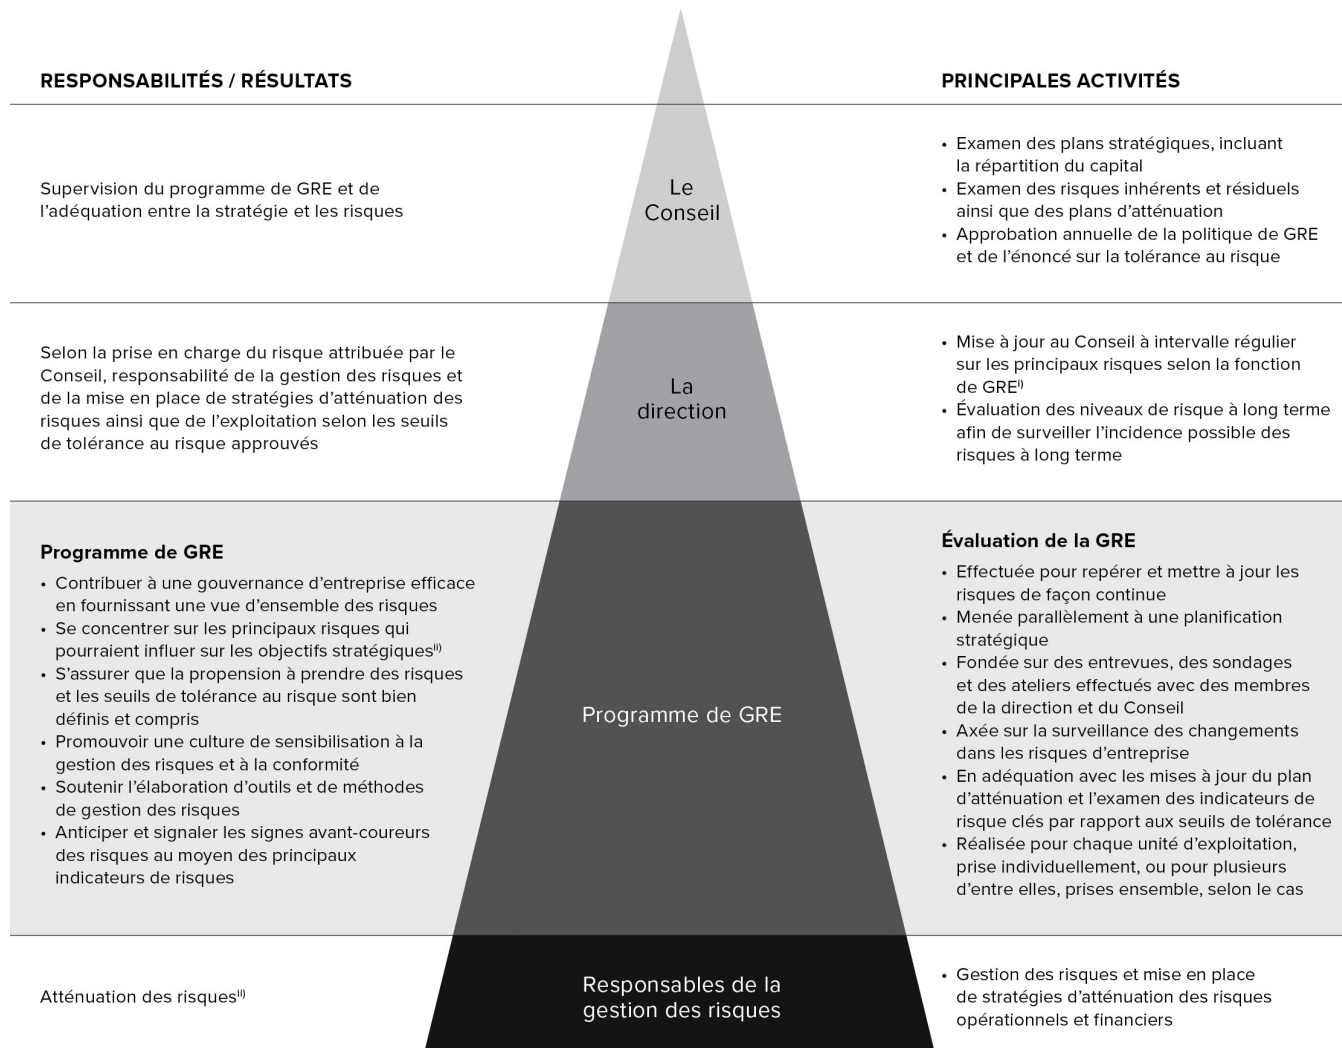 RESPONSABILITÉS / RÉSULTATS
PRINCIPALES ACTIVITÉS
Supervision du programme de GRE et de
l’adéquation entre la stratégie et les risques
Le
Conseil
• Examen des plans stratégiques, incluant
la répartition du capital
• Examen des risques inhérents et résiduels
ainsi que des plans d’atténuation
• Approbation annuelle de la politique de GRE
et de l’énoncé sur la tolérance au risque
Selon la prise en charge du risque attribuée par le
Conseil, responsabilité de la gestion des risques et
de la mise en place de stratégies d’atténuation des
risques ainsi que de l’exploitation selon les seuils
de tolérance au risque approuvés
La
direction
• Mise à jour au Conseil à intervalle régulier
sur les principaux risques selon la fonction
de GREi)
• Évaluation des niveaux de risque à long terme
afin de surveiller l’incidence possible des
risques à long terme
Programme de GRE
• Contribuer à une gouvernance d’entreprise efficace
en fournissant une vue d’ensemble des risques
• Se concentrer sur les principaux risques qui
pourraient influer sur les objectifs stratégiquesii)
• S’assurer que la propension à prendre des risques
et les seuils de tolérance au risque sont bien
définis et compris
• Promouvoir une culture de sensibilisation à la
gestion des risques et à la conformité
• Soutenir l’élaboration d’outils et de méthodes
de gestion des risques
• Anticiper et signaler les signes avant-coureurs
des risques au moyen des principaux
indicateurs de risques
Programme de GRE
Évaluation de la GRE
• Effectuée pour repérer et mettre à jour les
risques de façon continue
• Menée parallèlement à une planification
stratégique
• Fondée sur des entrevues, des sondages
et des ateliers effectués avec des membres
de la direction et du Conseil
• Axée sur la surveillance des changements
dans les risques d’entreprise
• En adéquation avec les mises à jour du plan
d’atténuation et l’examen des indicateurs de
risque clés par rapport aux seuils de tolérance
• Réalisée pour chaque unité d’exploitation,
prise individuellement, ou pour plusieurs
d’entre elles, prises ensemble, selon le cas
Atténuation des risquesii)
Responsables de la
gestion des risques
• Gestion des risques et mise en place
de stratégies d’atténuation des risques
opérationnels et financiers